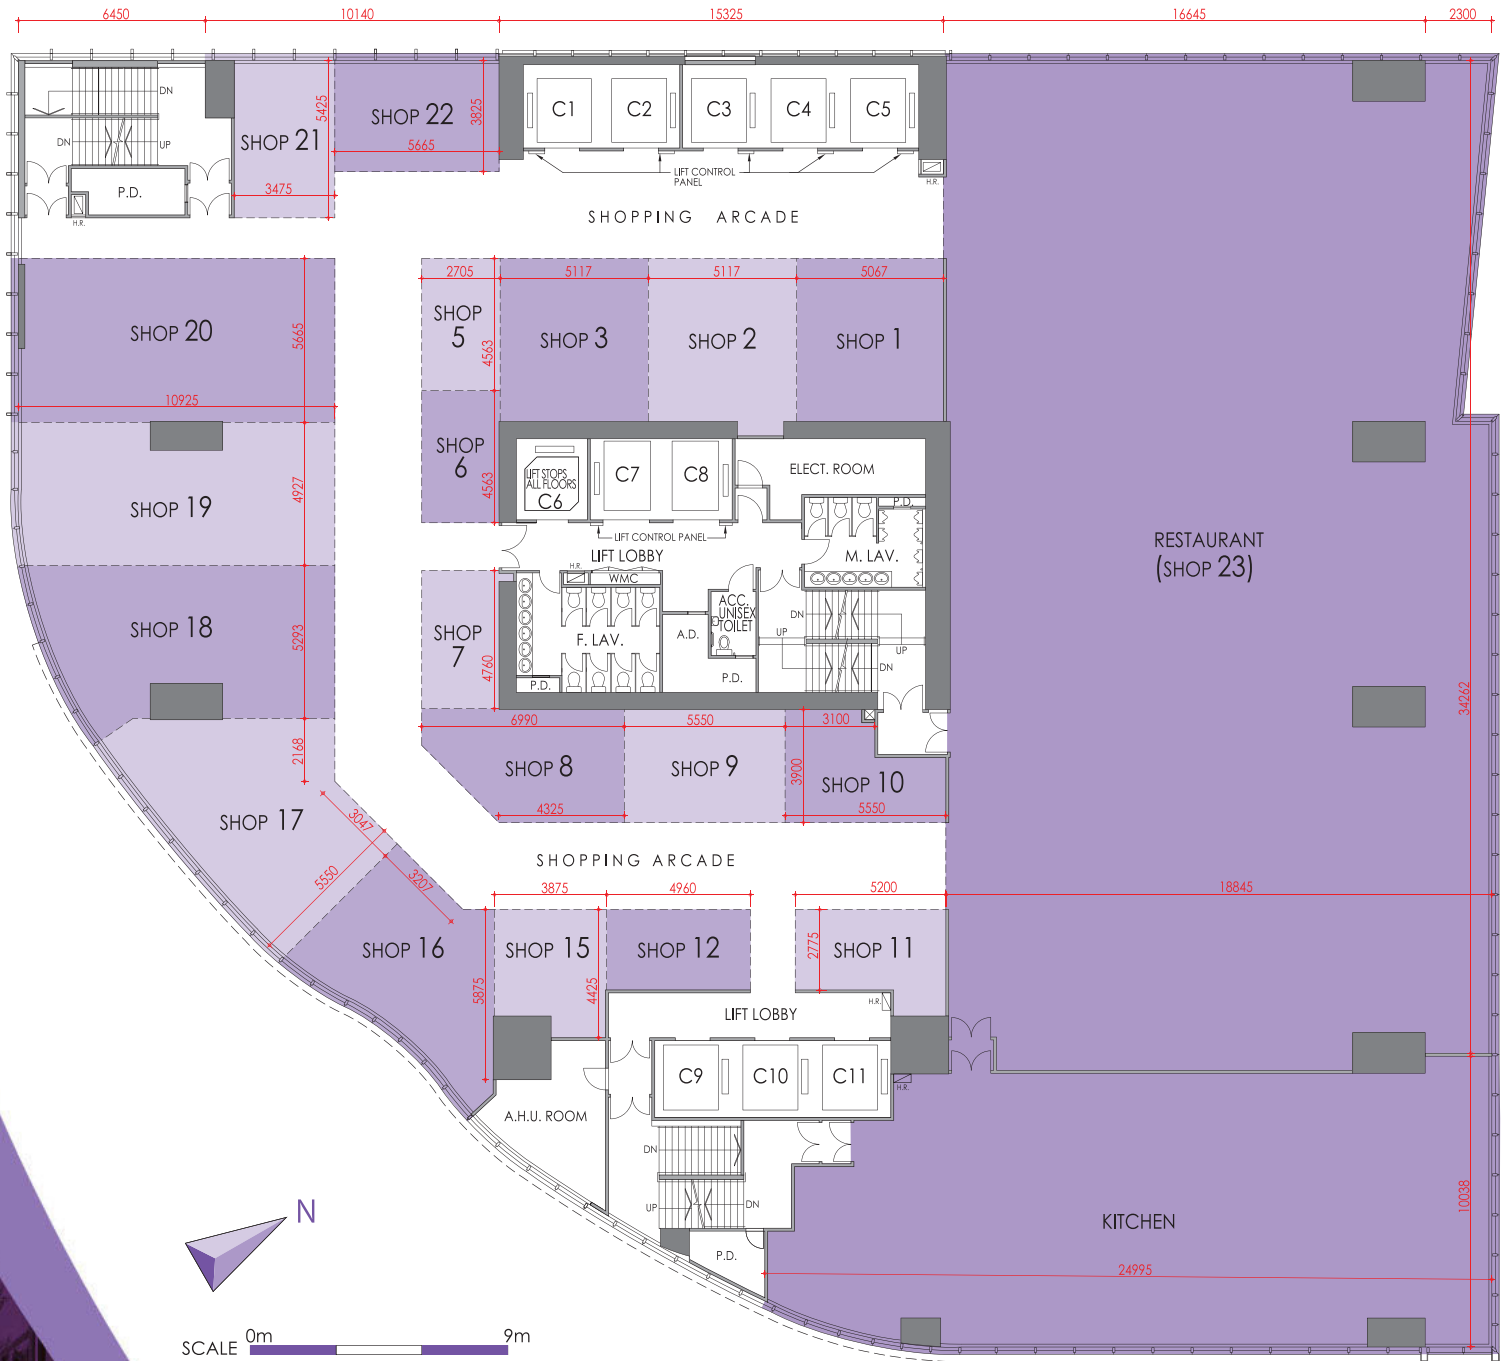 6450 10140 15325 16645 2300
DN
DN UP
P.D.
H.R.
SHOP 21
5425
3475
SHOP 22
3825
5665
C1 C2 C3 C4 C5
LIFT CONTROL
PANEL
H.R.
SHOPPING ARCADE
2705 5117 5117 5067
SHOP 20
5665
10925
SHOP
5
4563
SHOP 3
SHOP 2
SHOP 1
SHOP
6
4563
SHOP 19
4927
LIFT STOPS
ALL FLOORS
C6
C7 C8
ELECT. ROOM
P.D.
LIFT CONTROL PANEL
LIFT LOBBY
M. LAV.
H.R.
WMC
RESTAURANT
(SHOP 23)
SHOP 18
5293
SHOP
7
4760
F. LAV.
P.D.
A.D.
ACC.
UNISEX
TOILET
P.D.
DN
UP
UP
DN
34262
6990 5550 3100
2168
SHOP 8
4325
SHOP 9
3900
SHOP 10
5550
SHOP 17
3047
5550
3207
SHOPPING ARCADE
3875 4960 5200 18845
SHOP 16
5875
SHOP 15
4425
SHOP 12
2775
SHOP 11
H.R.
LIFT LOBBY
C9 C10 C11
H.R.
A.H.U. ROOM
DN
UP
DN
P.D.
KITCHEN
10038
24995
N
SCALE 0m 9m